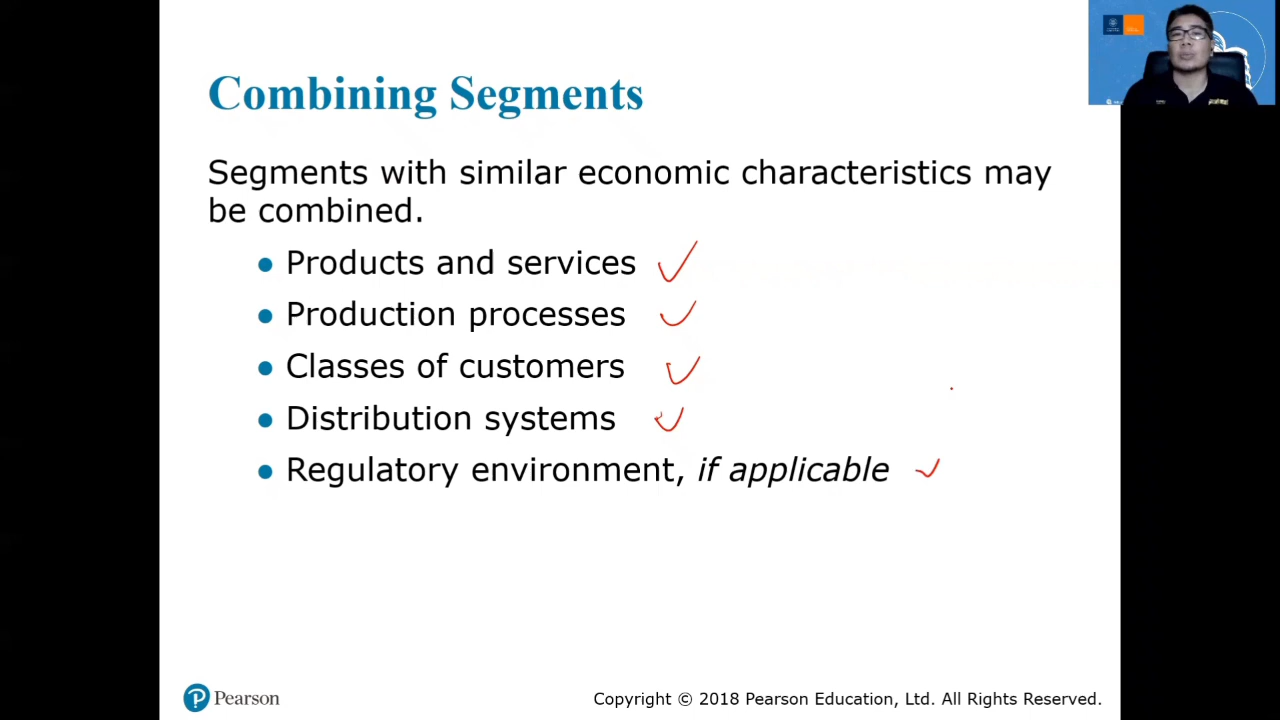 Combining Segments
Segments with similar economic characteristics may
be combined.
• Products and services
• Production processes
• Classes of customers
• Distribution systems
• Regulatory environment, if applicable
Pearson
Copyright © 2018 Pearson Education, Ltd. All Rights Reserved.